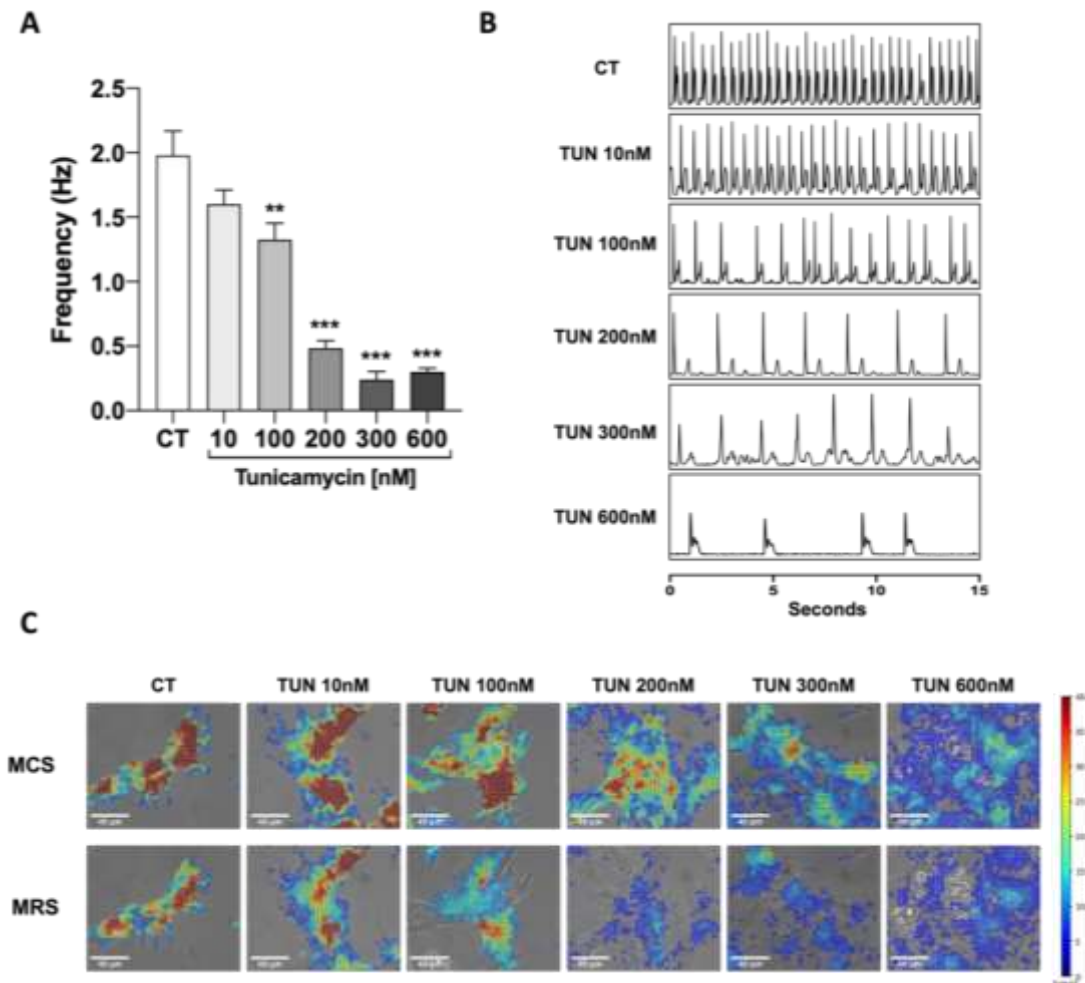 A
Frequency (Hz)
2.5
2.0
1.5
1.0
0.5
0.0
**
***
***
***
CT 10 100 200 300 600
Tunicamycin [nM]
B
CT
TUN 10nM
TUN 100nM
TUN 200nM
TUN 300nM
TUN 600nM
0 5 10 15
Seconds
C
CT TUN 10nM TUN 100nM TUN 200nM TUN 300nM TUN 600nM
MCS
MRS